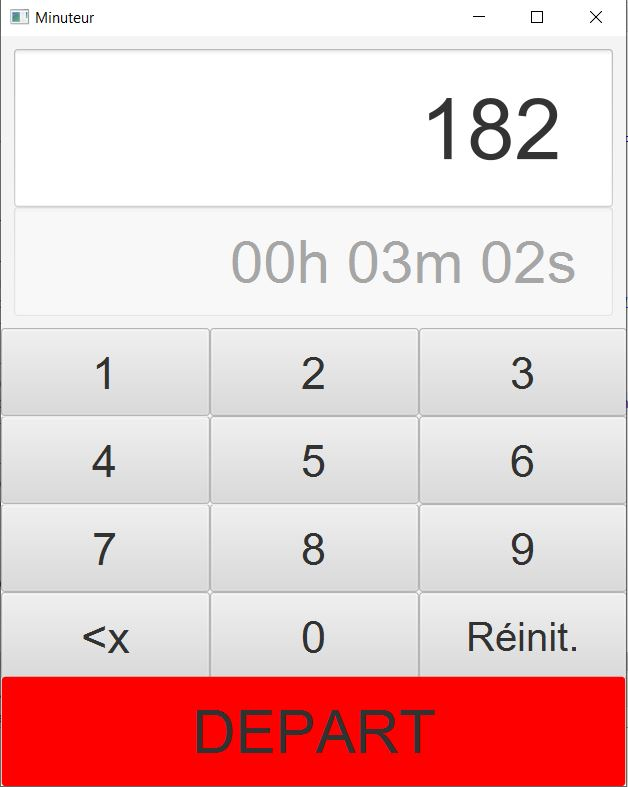 Minuteur
182
00h 03m 02s
1 2 3
4 5 6
7 8 9
<x 0 Réinit.
DEPART